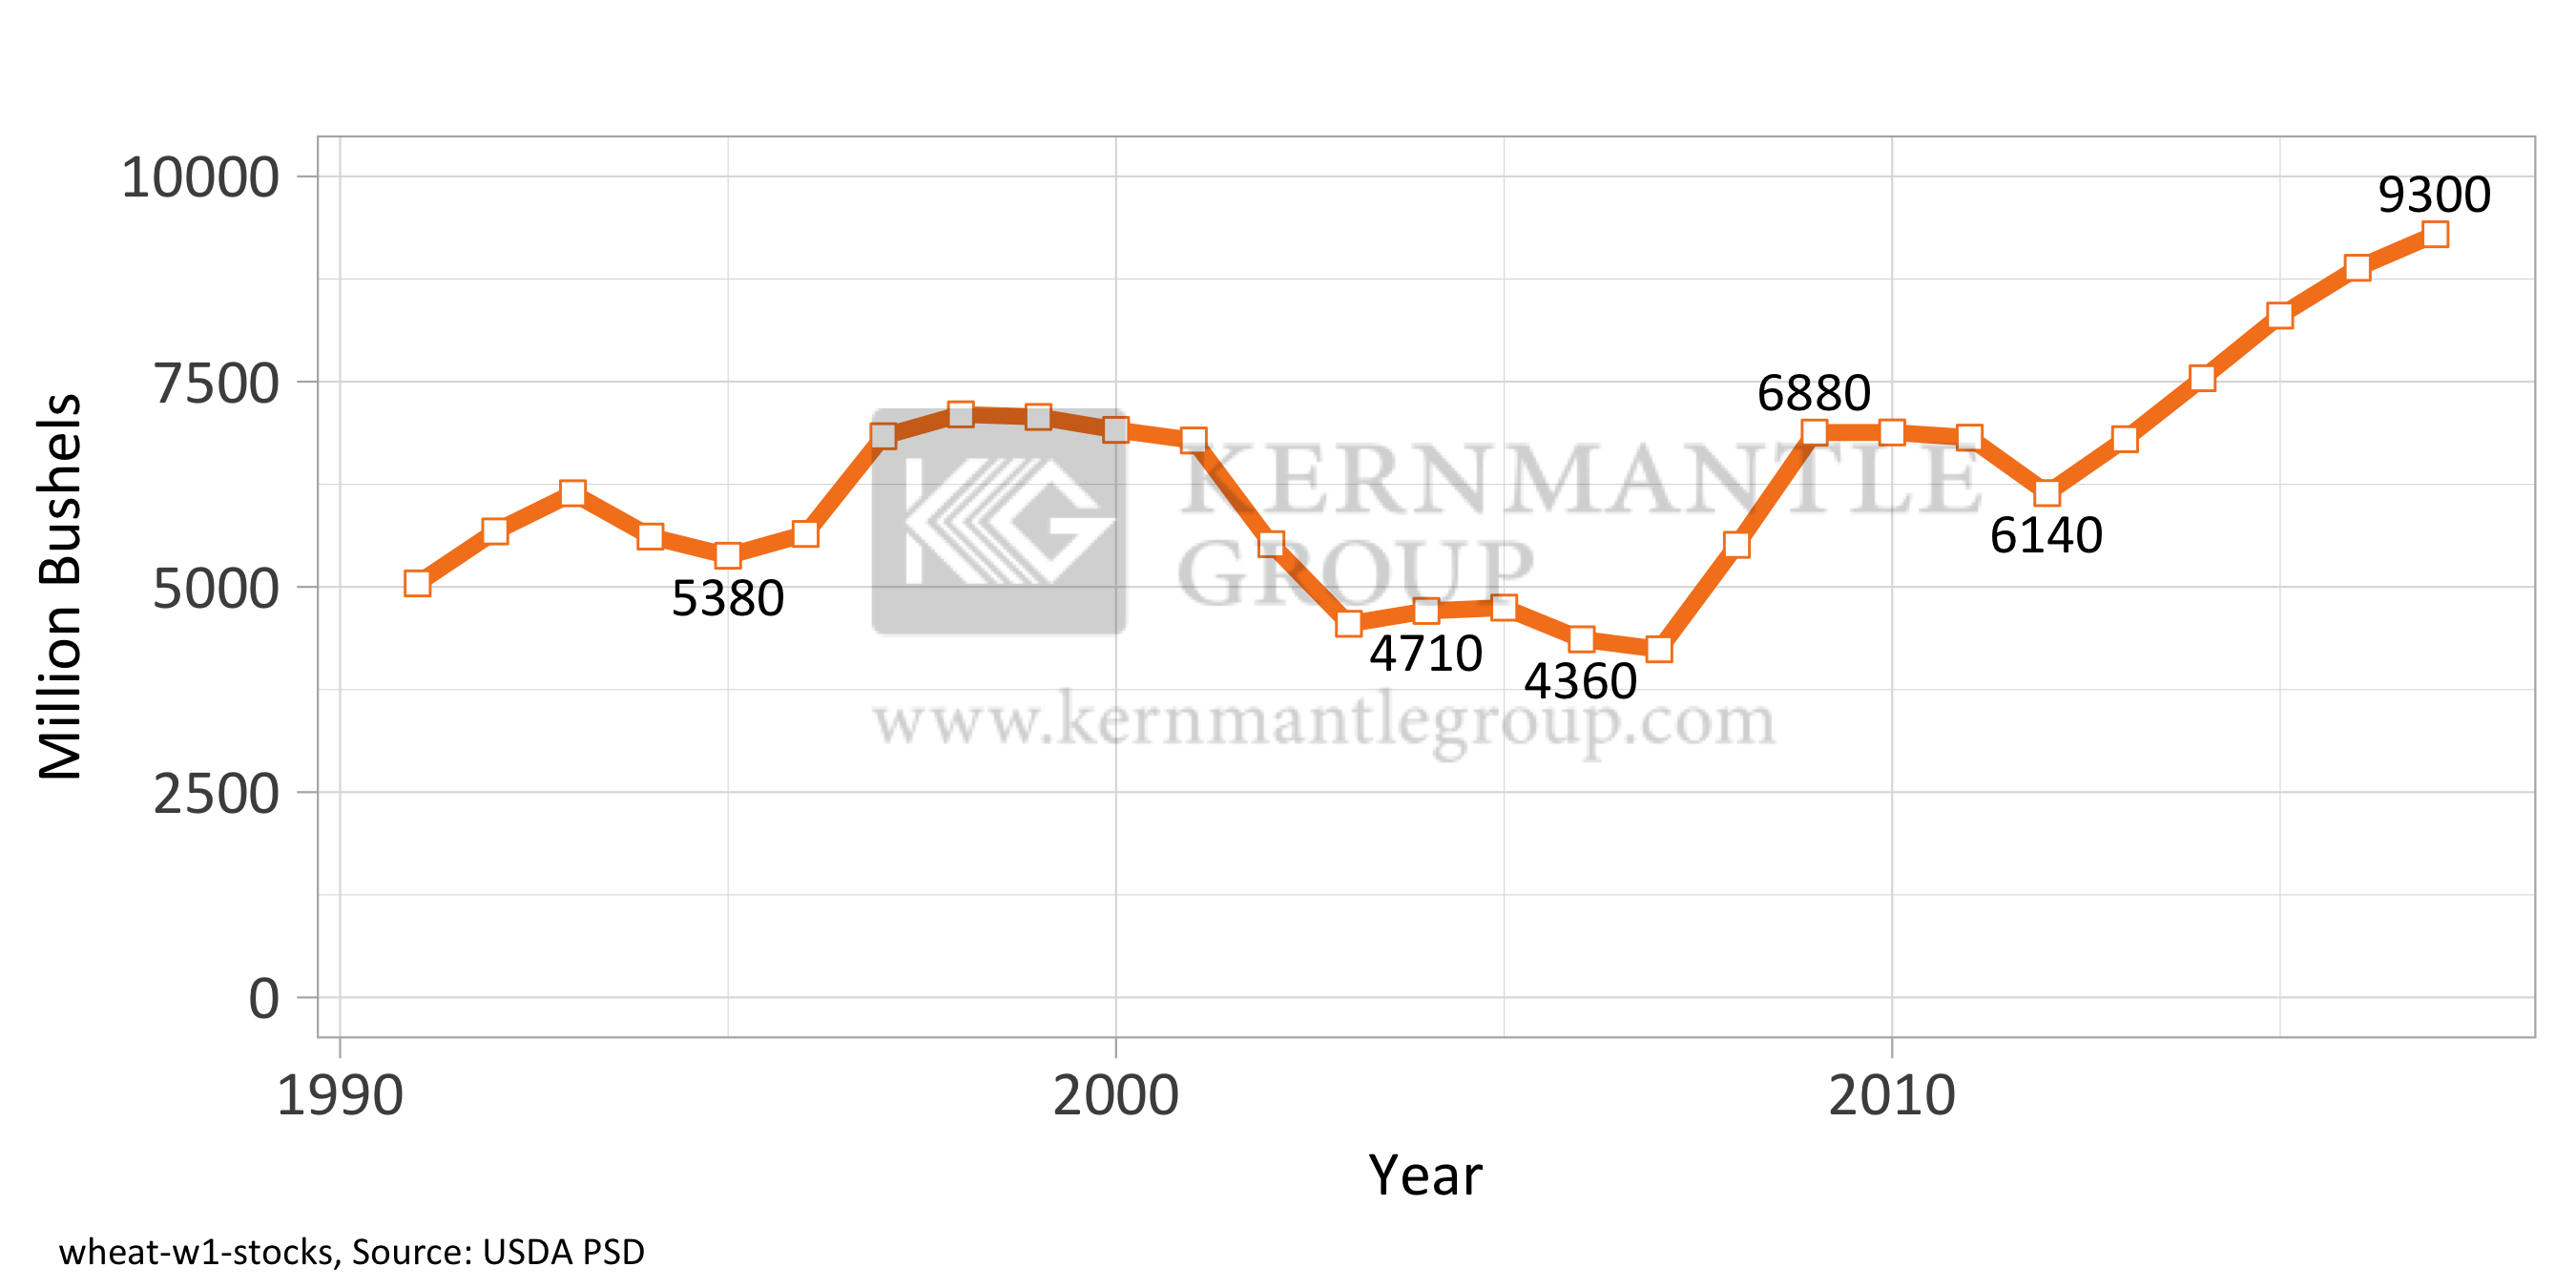 10000
9300
7500
6880
KERNMANTLE
GROUP
6140
5000
5380
4710
4360
www.kernmantlegroup.com
2500
0
Million Bushels
1990
2000
2010
Year
wheat-w1-stocks, Source: USDA PSD